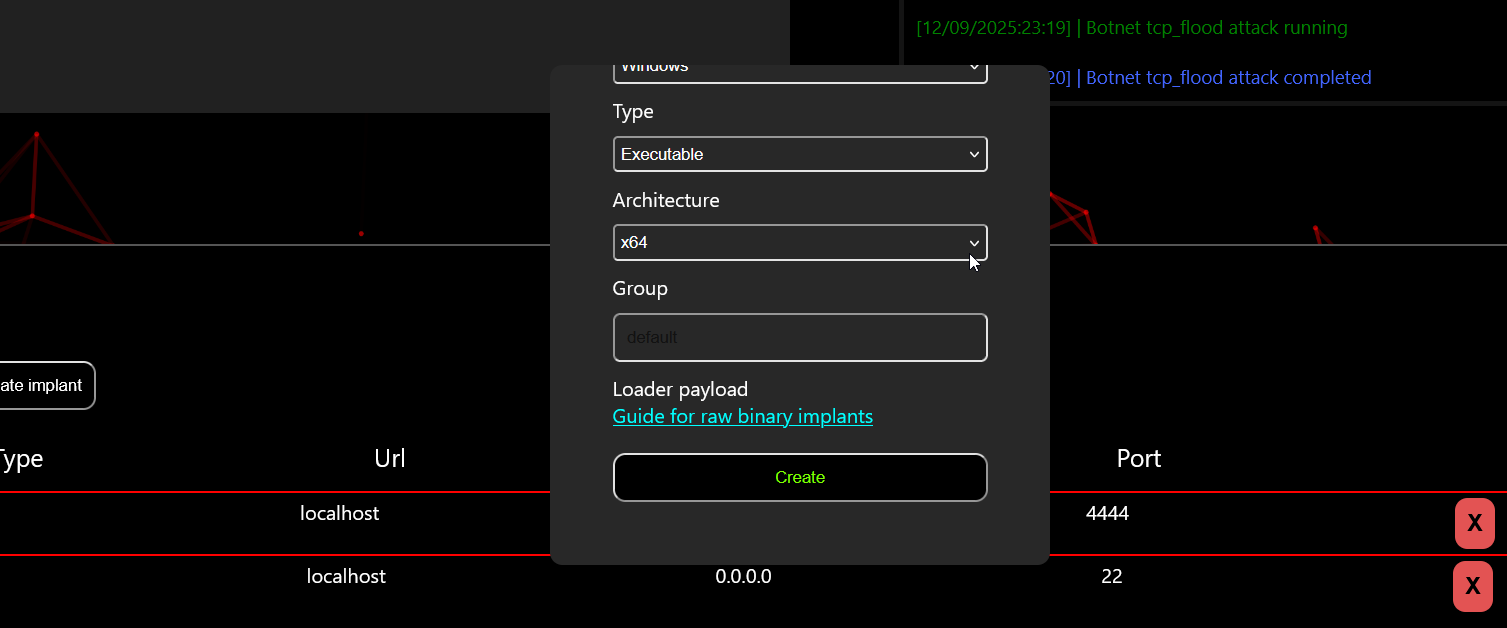 [12/09/2025:23:19] | Botnet tcp_flood attack running
20] | Botnet tcp_flood attack completed
Windows
Type
Executable
Architecture
x64
Group
default
Loader payload
Guide for raw binary implants
Create
ate implant
Type
Url
Port
localhost
4444
X
localhost
0.0.0.0
22
X